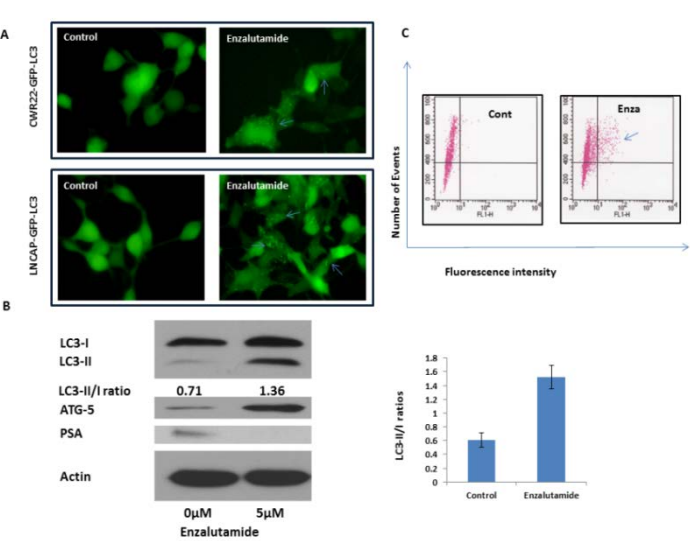 A
Control
Enzalutamide
CWR22-GFP-LC3
Control
Enzalutamide
LNCAP-GFP-LC3
B
LC3-I
LC3-II
LC3-II/I ratio 0.71 1.36
ATG-5
PSA
Actin
0µM 5µM
Enzalutamide
C
Cont
Enza
Number of Events
FL1-H
FL1-H
Fluorescence intensity
1.8
1.6
1.4
1.2
1
0.8
0.6
0.4
0.2
0
LC3-II/I ratios
Control Enzalutamide